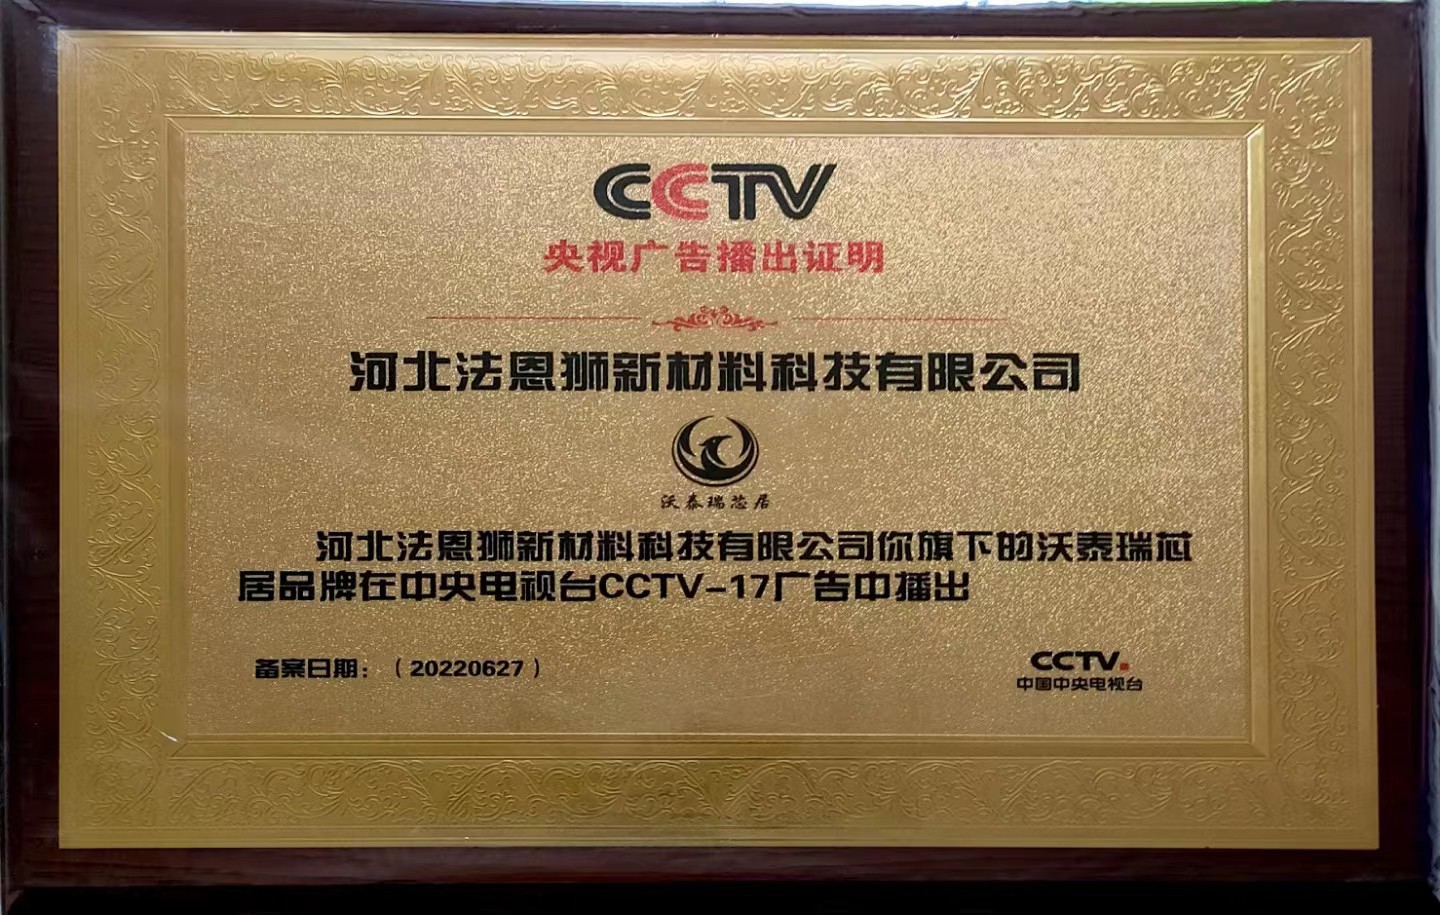 CCTV
央视广告播出证明
河北法恩狮新材料科技有限公司
沃泰瑞芯居
河北法恩狮新材料科技有限公司你旗下的沃泰瑞芯
居品牌在中央电视台CCTV-17广告中播出
备案日期：（20220627）
CCTV.
中国中央电视台